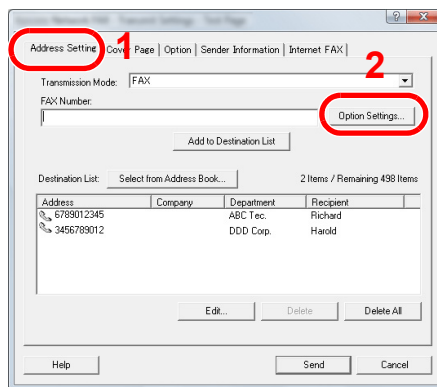 Address Setting Cover Page Option Sender Information Internet FAX
1
2
Transmission Mode: FAX
FAX Number:
Option Settings...
Add to Destination List
Destination List: Select from Address Book... 2 Items / Remaining 498 Items
Address Company Department Recipient
6789012345 ABC Tec. Richard
3456789012 DDD Corp. Harold
Edit... Delete Delete All
Help Send Cancel